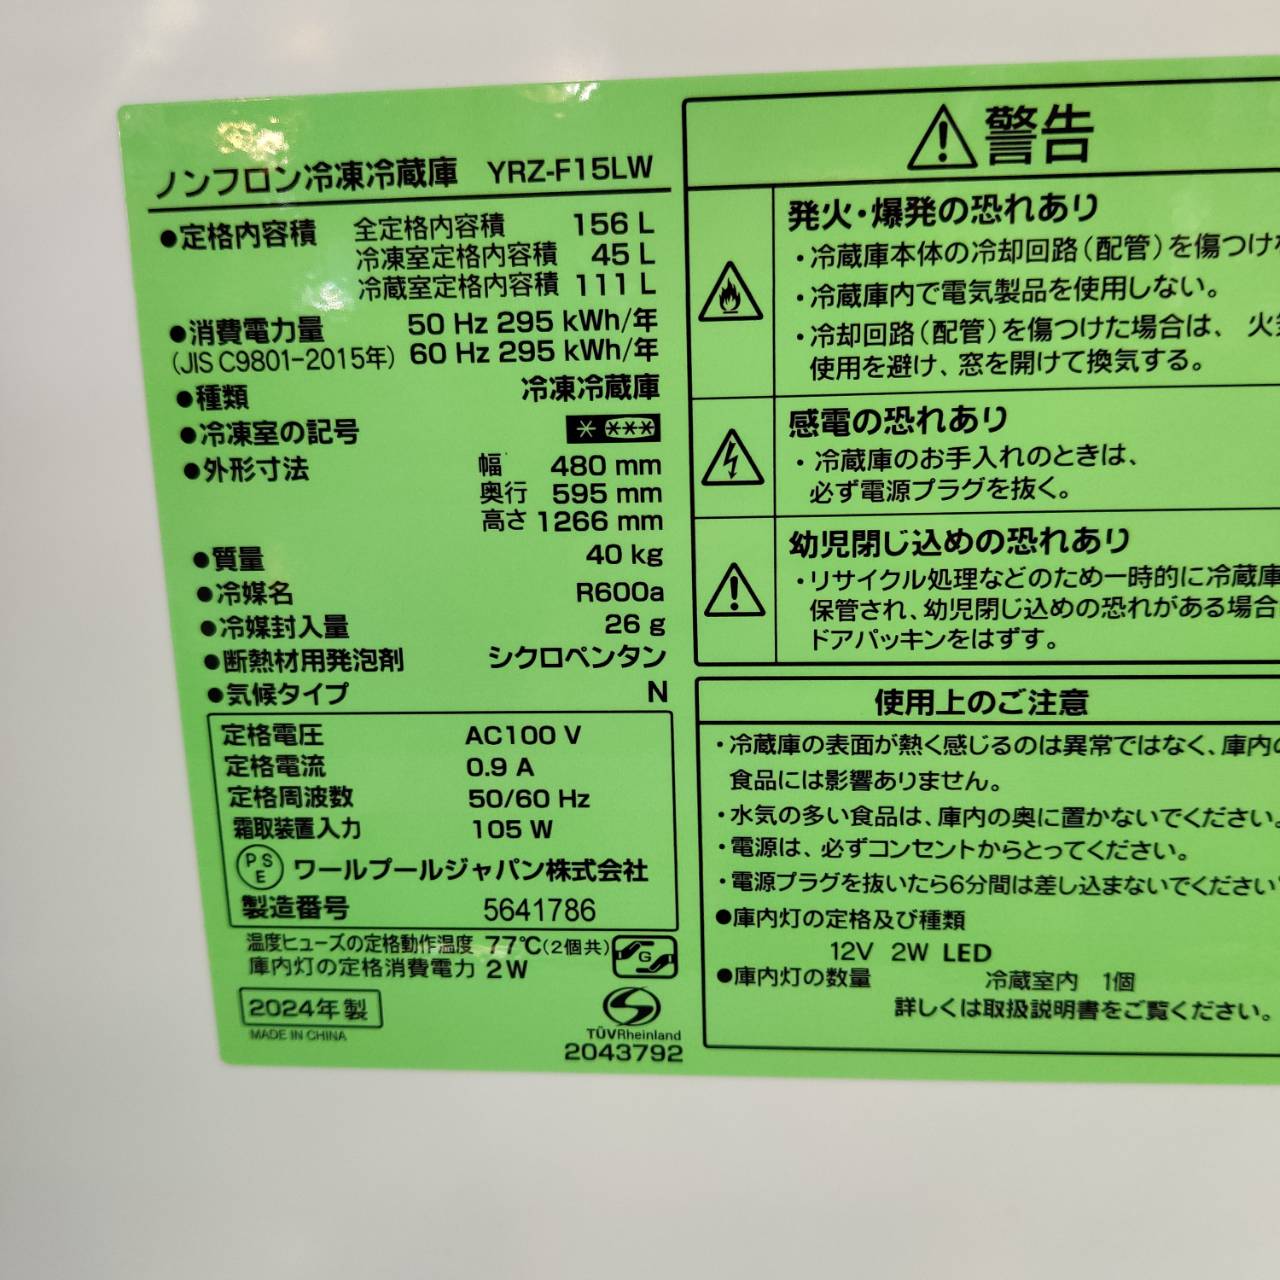 ノンフロン冷凍冷蔵庫 YRZ-F15LW
●定格内容積 全定格内容積 156 L
冷凍室定格内容積 45 L
冷蔵室定格内容積 111 L
●消費電力量 50 Hz 295 kWh/年
(JIS C9801-2015年) 60 Hz 295 kWh/年
●種類 冷凍冷蔵庫
●冷凍室の記号
●外形寸法 幅 480 mm
奥行 595 mm
高さ 1266 mm
●質量 40 kg
●冷媒名 R600a
●冷媒封入量 26 g
●断熱材用発泡剤 シクロペンタン
●気候タイプ N
定格電圧 AC100 V
定格電流 0.9 A
定格周波数 50/60 Hz
霜取装置入力 105 W
PSE ワールプールジャパン株式会社
製造番号 5641786
温度ヒューズの定格動作温度 77℃(2個共)
庫内灯の定格消費電力 2W
G
2024年製
MADE IN CHINA
TÜVRheinland
2043792
警告
発火・爆発の恐れあり
・冷蔵庫本体の冷却回路(配管)を傷つけ
・冷蔵庫内で電気製品を使用しない。
・冷却回路(配管)を傷つけた場合は、火
使用を避け、窓を開けて換気する。
感電の恐れあり
・冷蔵庫のお手入れのときは、
必ず電源プラグを抜く。
幼児閉じ込めの恐れあり
・リサイクル処理などのため一時的に冷蔵庫
保管され、幼児閉じ込めの恐れがある場合
ドアパッキンをはずす。
使用上のご注意
・冷蔵庫の表面が熱く感じるのは異常ではなく、庫内の
食品には影響ありません。
・水気の多い食品は、庫内の奥に置かないでください。
・電源は、必ずコンセントからとってください。
・電源プラグを抜いたら6分間は差し込まないでください
●庫内灯の定格及び種類
12V 2W LED
●庫内灯の数量 冷蔵室内 1個
詳しくは取扱説明書をご覧ください。